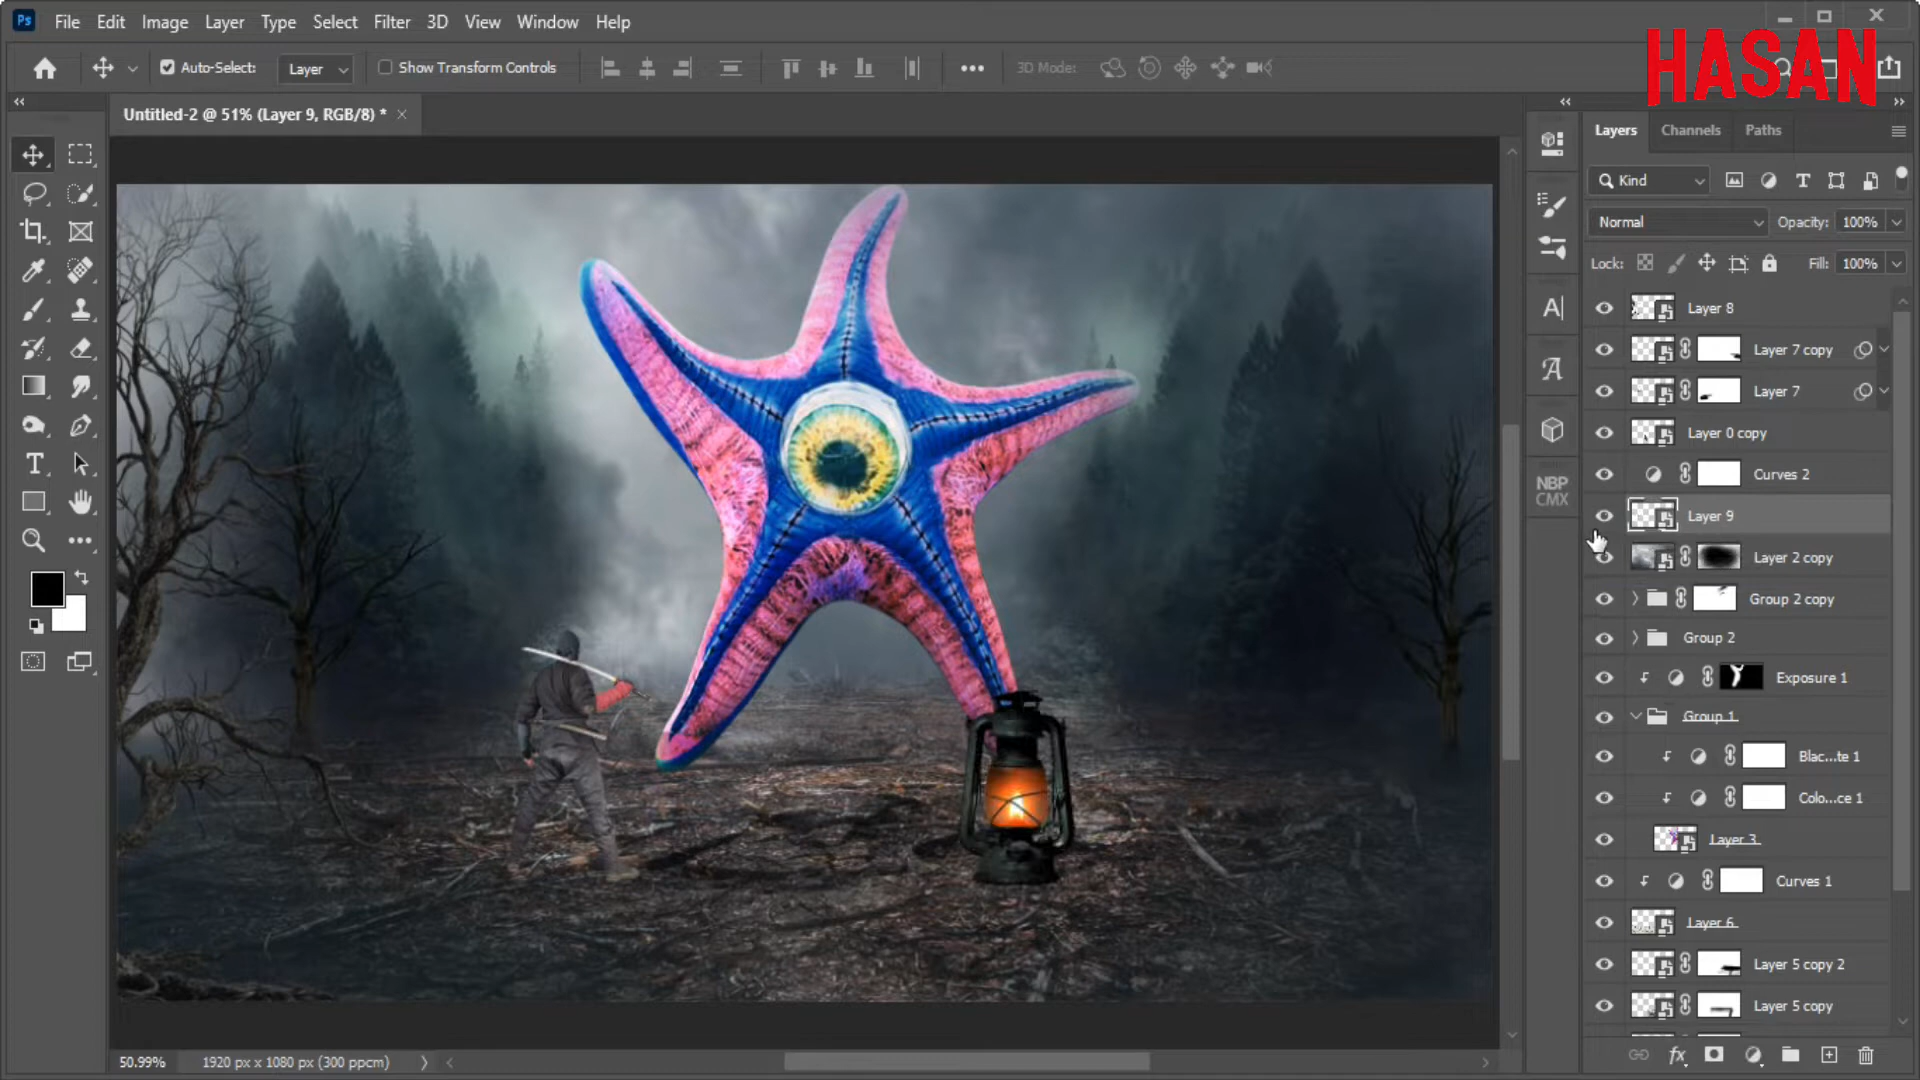 Ps File Edit Image Layer Type Select Filter 3D View Window Help
HASAN
Auto-Select: Layer Show Transform Controls ••• 3D Mode:
Untitled-2 @ 51% (Layer 9, RGB/8) *
Layers Channels Paths
Kind
Normal Opacity: 100%
Lock: Fill: 100%
Layer 8
Layer 7 copy
Layer 7
Layer 0 copy
Curves 2
NBP
CMX
Layer 9
Layer 2 copy
Group 2 copy
Group 2
Exposure 1
Group 1
Blac...te 1
Colo...ce 1
Layer 3
Curves 1
Layer 6
Layer 5 copy 2
Layer 5 copy
50.99% 1920 px x 1080 px (300 ppcm)
fx